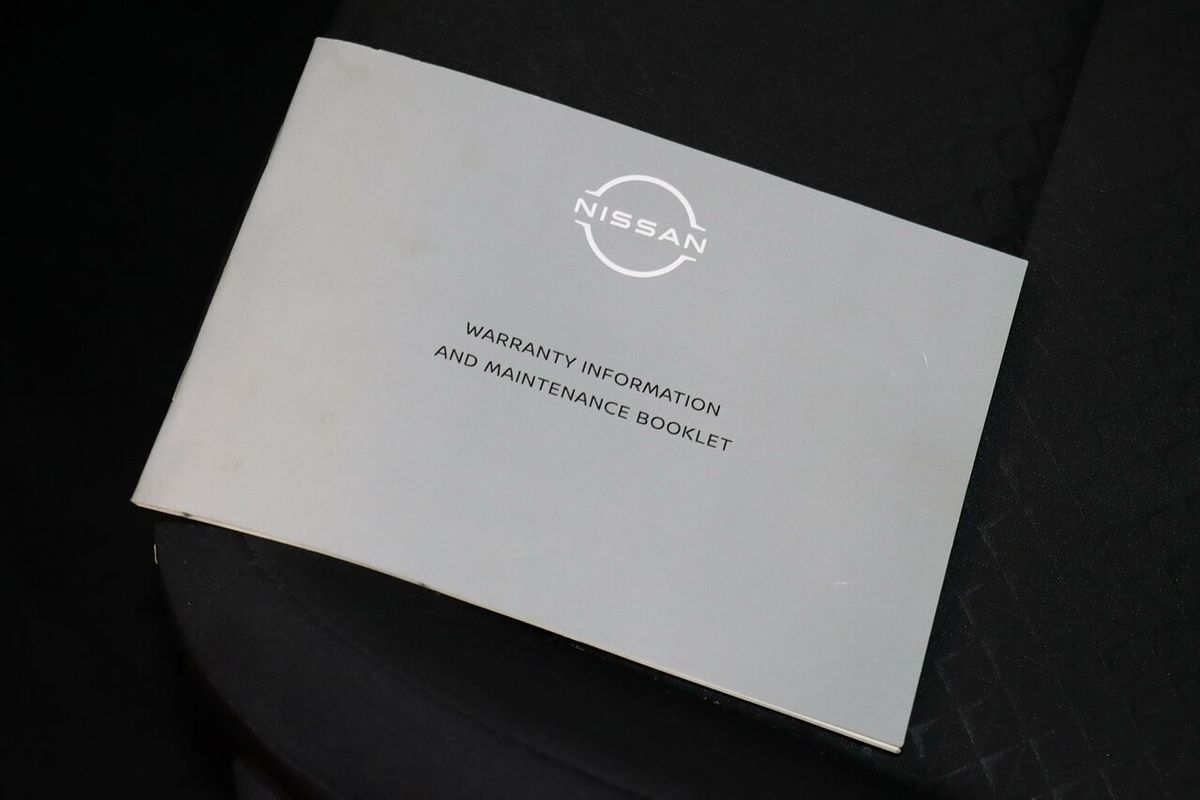 NISSAN
WARRANTY INFORMATION
AND MAINTENANCE BOOKLET